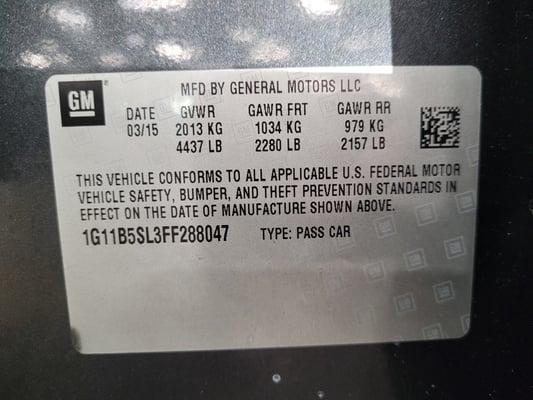 GM
MFD BY GENERAL MOTORS LLC
DATE GVWR GAWR FRT GAWR RR
03/15 2013 KG 1034 KG 979 KG
4437 LB 2280 LB 2157 LB
THIS VEHICLE CONFORMS TO ALL APPLICABLE U.S. FEDERAL MOTOR
VEHICLE SAFETY, BUMPER, AND THEFT PREVENTION STANDARDS IN
EFFECT ON THE DATE OF MANUFACTURE SHOWN ABOVE.
1G11B5SL3FF288047 TYPE: PASS CAR